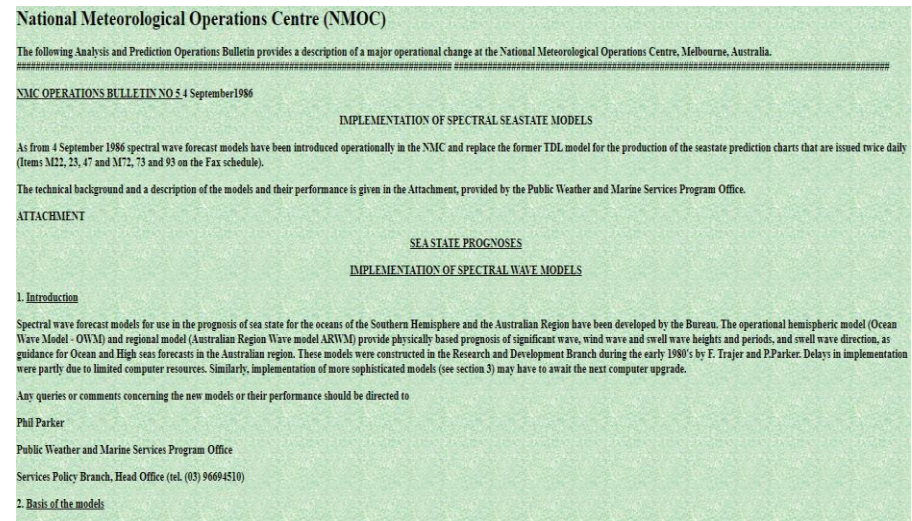 National Meteorological Operations Centre (NMOC)
The following Analysis and Prediction Operations Bulletin provides a description of a major operational change at the National Meteorological Operations Centre, Melbourne, Australia.
################################################################################################ ################################################################################################
NMC OPERATIONS BULLETIN NO 5 4 September1986
IMPLEMENTATION OF SPECTRAL SEASTATE MODELS
As from 4 September 1986 spectral wave forecast models have been introduced operationally in the NMC and replace the former TDL model for the production of the seastate prediction charts that are issued twice daily
(Items M22, 23, 47 and M72, 73 and 93 on the Fax schedule).
The technical background and a description of the models and their performance is given in the Attachment, provided by the Public Weather and Marine Services Program Office.
ATTACHMENT
SEA STATE PROGNOSES
IMPLEMENTATION OF SPECTRAL WAVE MODELS
1. Introduction
Spectral wave forecast models for use in the prognosis of sea state for the oceans of the Southern Hemisphere and the Australian Region have been developed by the Bureau. The operational hemispheric model (Ocean
Wave Model - OWM) and regional model (Australian Region Wave model ARWM) provide physically based prognosis of significant wave, wind wave and swell wave heights and periods, and swell wave direction, as
guidance for Ocean and High seas forecasts in the Australian region. These models were constructed in the Research and Development Branch during the early 1980's by F. Trajer and P.Parker. Delays in implementation
were partly due to limited computer resources. Similarly, implementation of more sophisticated models (see section 3) may have to await the next computer upgrade.
Any queries or comments concerning the new models or their performance should be directed to
Phil Parker
Public Weather and Marine Services Program Office
Services Policy Branch, Head Office (tel. (03) 96694510)
2. Basis of the models